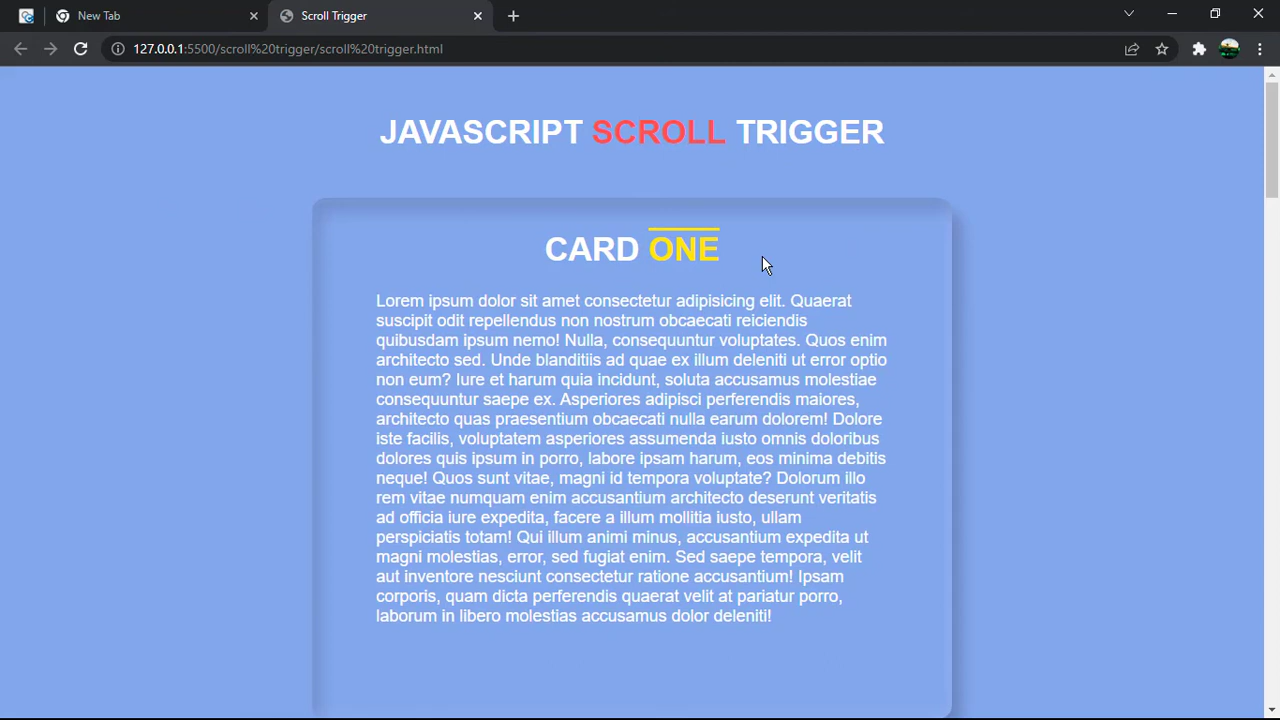 New Tab
Scroll Trigger
127.0.0.1:5500/scroll%20trigger/scroll%20trigger.html
JAVASCRIPT SCROLL TRIGGER
CARD ONE
Lorem ipsum dolor sit amet consectetur adipisicing elit. Quaerat
suscipit odit repellendus non nostrum obcaecati reiciendis
quibusdam ipsum nemo! Nulla, consequuntur voluptates. Quos enim
architecto sed. Unde blanditiis ad quae ex illum deleniti ut error optio
non eum? Iure et harum quia incidunt, soluta accusamus molestiae
consequuntur saepe ex. Asperiores adipisci perferendis maiores,
architecto quas praesentium obcaecati nulla earum dolorem! Dolore
iste facilis, voluptatem asperiores assumenda iusto omnis doloribus
dolores quis ipsum in porro, labore ipsam harum, eos minima debitis
neque! Quos sunt vitae, magni id tempora voluptate? Dolorum illo
rem vitae numquam enim accusantium architecto deserunt veritatis
ad officia iure expedita, facere a illum mollitia iusto, ullam
perspiciatis totam! Qui illum animi minus, accusantium expedita ut
magni molestias, error, sed fugiat enim. Sed saepe tempora, velit
aut inventore nesciunt consectetur ratione accusantium! Ipsam
corporis, quam dicta perferendis quaerat velit at pariatur porro,
laborum in libero molestias accusamus dolor deleniti!